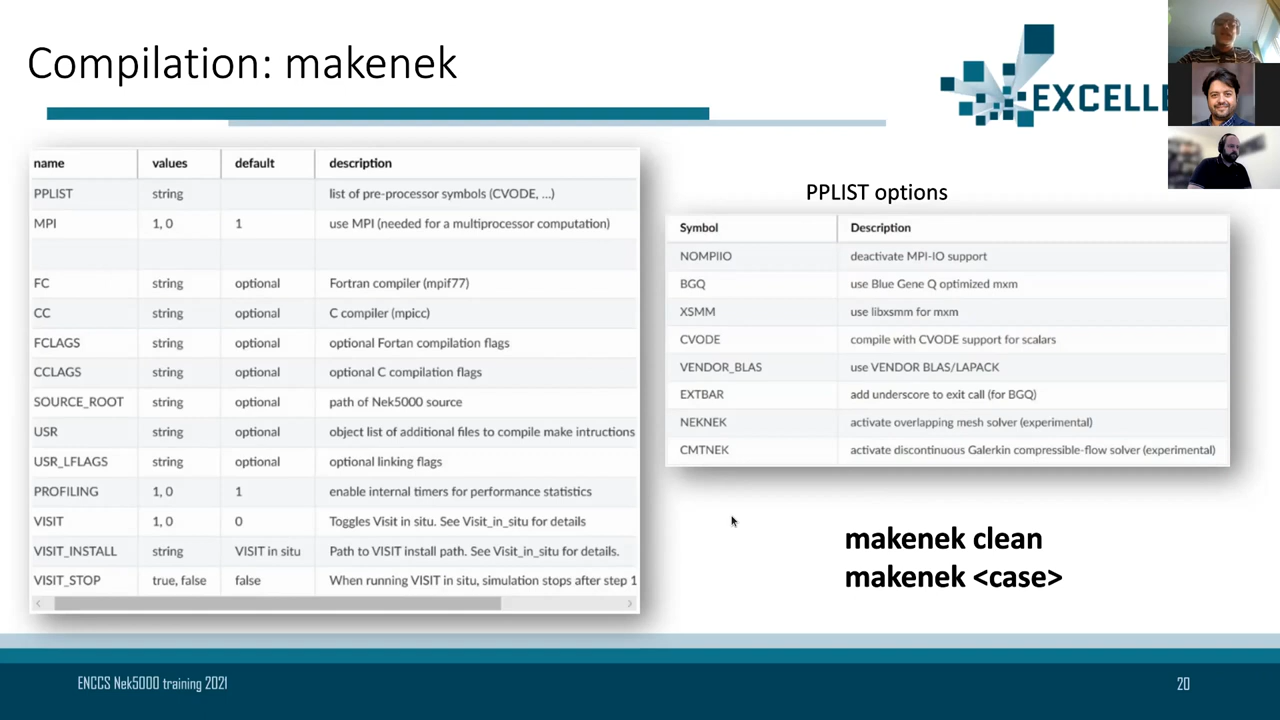 Compilation: makenek
EXCELLE
name values default description
PPLIST string list of pre-processor symbols (CVODE, ...)
MPI 1, 0 1 use MPI (needed for a multiprocessor computation)
FC string optional Fortran compiler (mpif77)
CC string optional C compiler (mpicc)
FCLAGS string optional optional Fortan compilation flags
CCLAGS string optional optional C compilation flags
SOURCE_ROOT string optional path of Nek5000 source
USR string optional object list of additional files to compile make intructions
USR_LFLAGS string optional optional linking flags
PROFILING 1, 0 1 enable internal timers for performance statistics
VISIT 1, 0 0 Toggles Visit in situ. See Visit_in_situ for details
VISIT_INSTALL string VISIT in situ Path to VISIT install path. See Visit_in_situ for details.
VISIT_STOP true, false false When running VISIT in situ, simulation stops after step 1
PPLIST options
Symbol Description
NOMPIIO deactivate MPI-IO support
BGQ use Blue Gene Q optimized mxm
XSMM use libxsmm for mxm
CVODE compile with CVODE support for scalars
VENDOR_BLAS use VENDOR BLAS/LAPACK
EXTBAR add underscore to exit call (for BGQ)
NEKNEK activate overlapping mesh solver (experimental)
CMTNEK activate discontinuous Galerkin compressible-flow solver (experimental)
makenek clean
makenek <case>
ENCCS Nek5000 training 2021
20